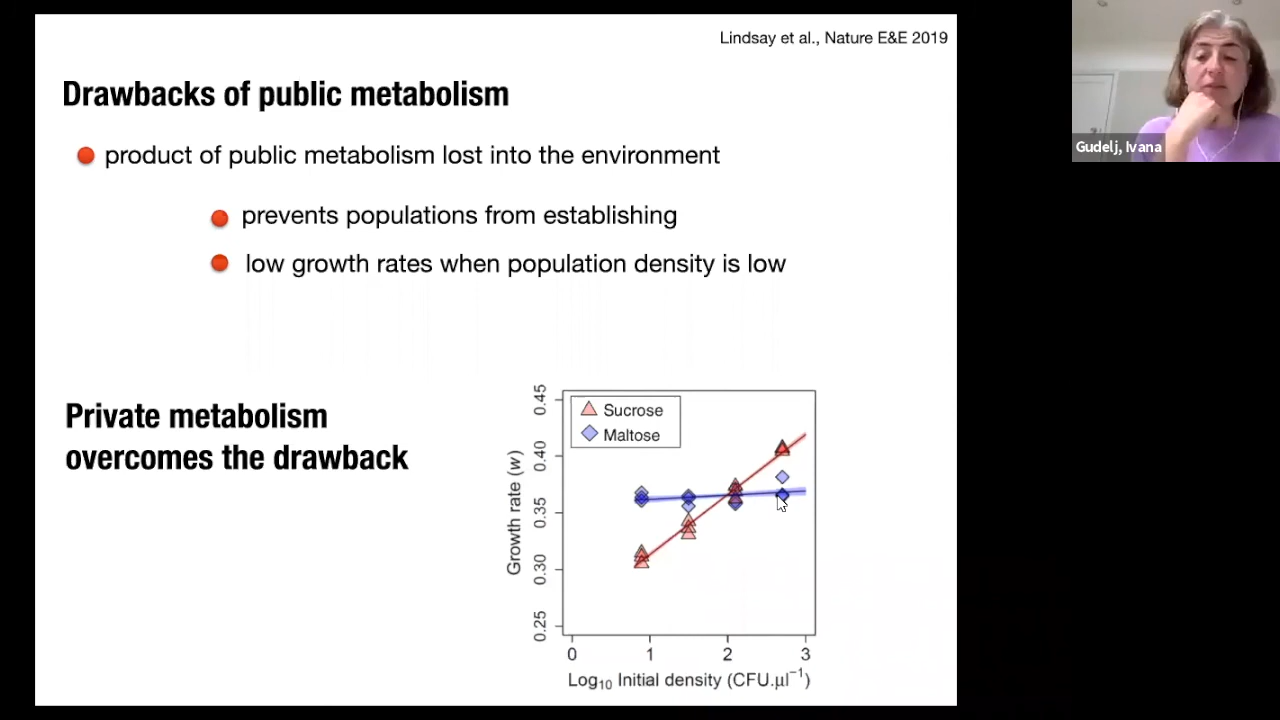 Lindsay et al., Nature E&E 2019
Drawbacks of public metabolism
product of public metabolism lost into the environment
prevents populations from establishing
low growth rates when population density is low
Private metabolism
overcomes the drawback
Sucrose
Maltose
Growth rate (w)
0.45
0.40
0.35
0.30
0.25
0 1 2 3
Log₁₀ Initial density (CFU.µl⁻¹)
Gudelj, Ivana